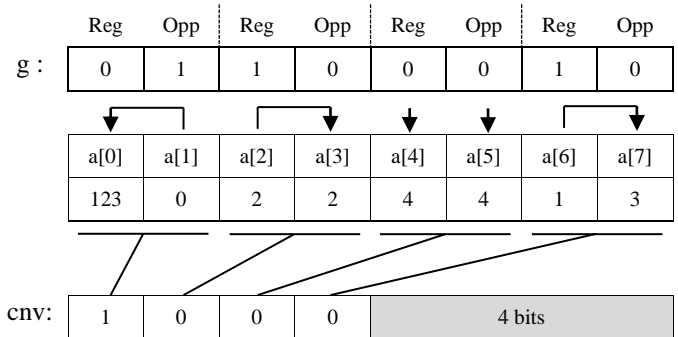 Reg Opp Reg Opp Reg Opp Reg Opp
g : 0 1 1 0 0 0 1 0
a[0] a[1] a[2] a[3] a[4] a[5] a[6] a[7]
123 0 2 2 4 4 1 3
cnv: 1 0 0 0 4 bits